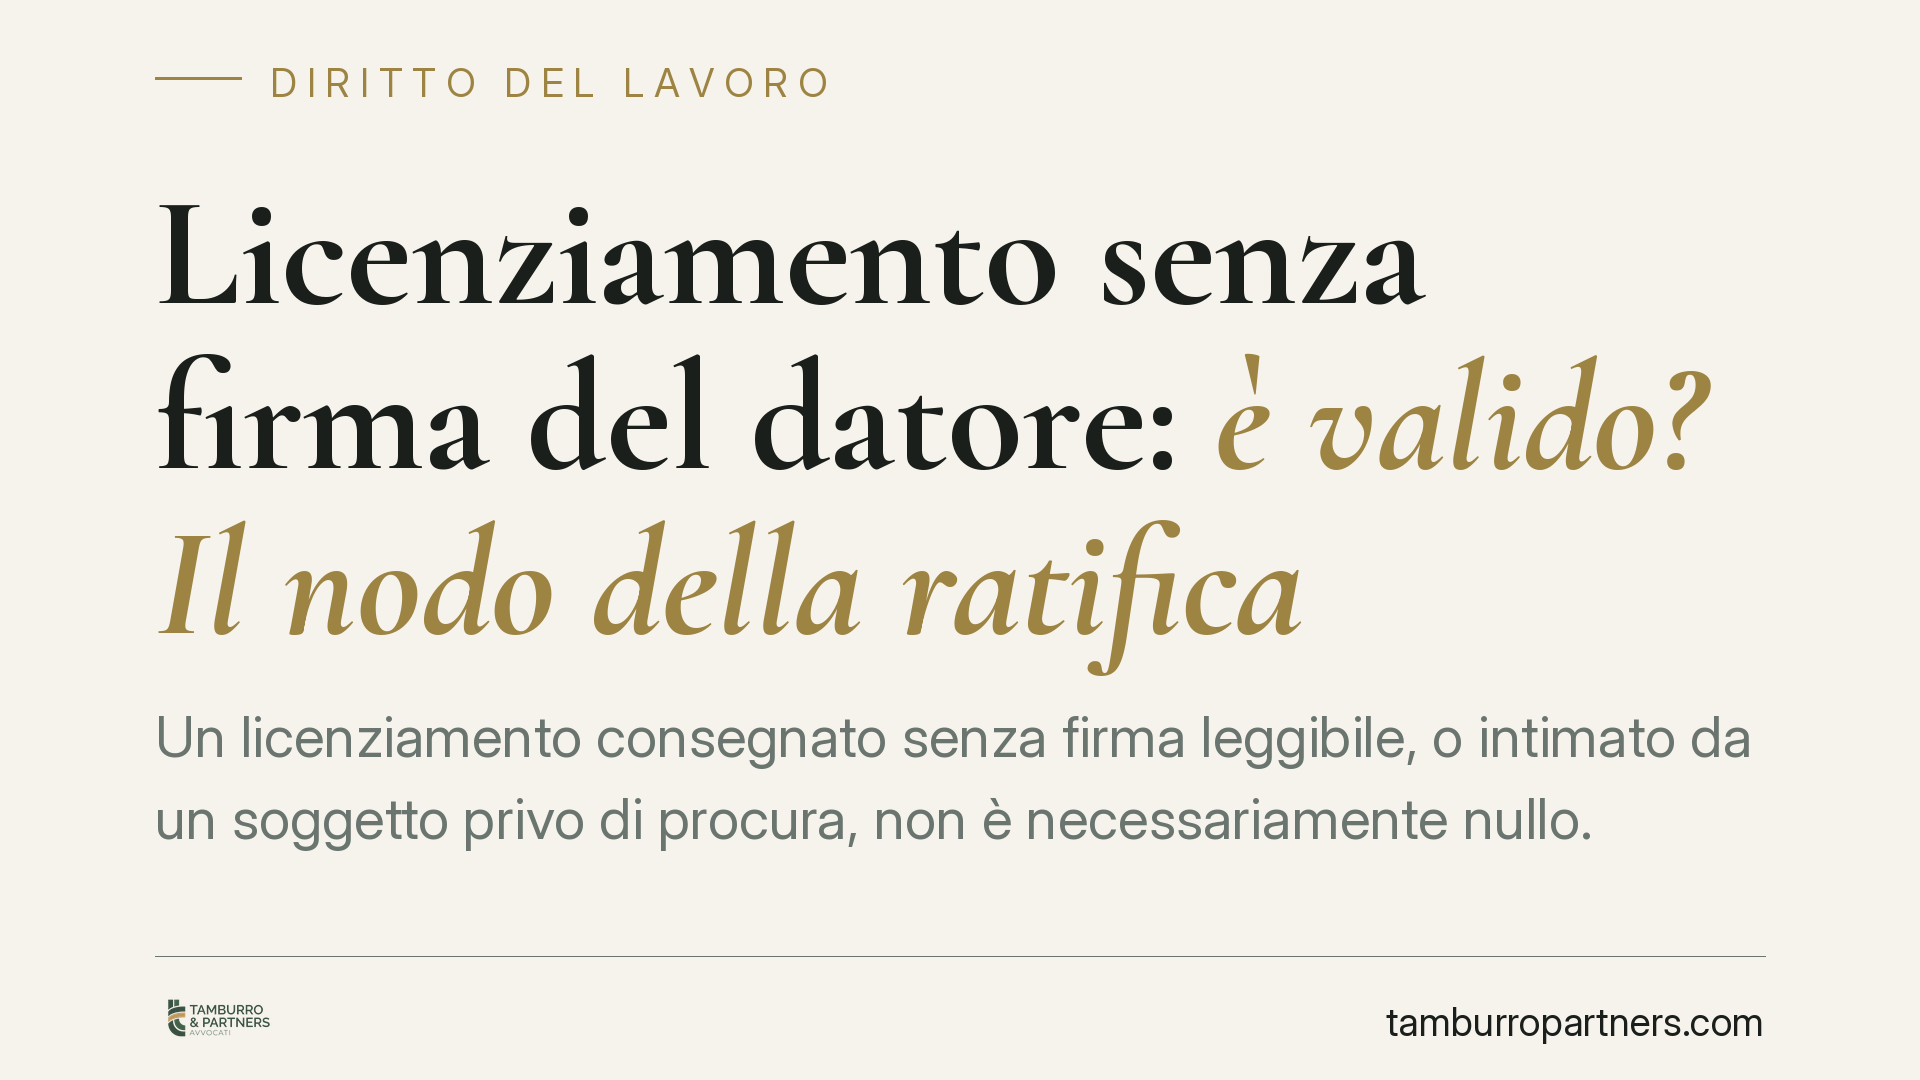 DIRITTO DEL LAVORO
Licenziamento senza
firma del datore: è valido?
Il nodo della ratifica
Un licenziamento consegnato senza firma leggibile, o intimato da
un soggetto privo di procura, non è necessariamente nullo.
TAMBURRO
& PARTNERS
AVVOCATI
tamburropartners.com